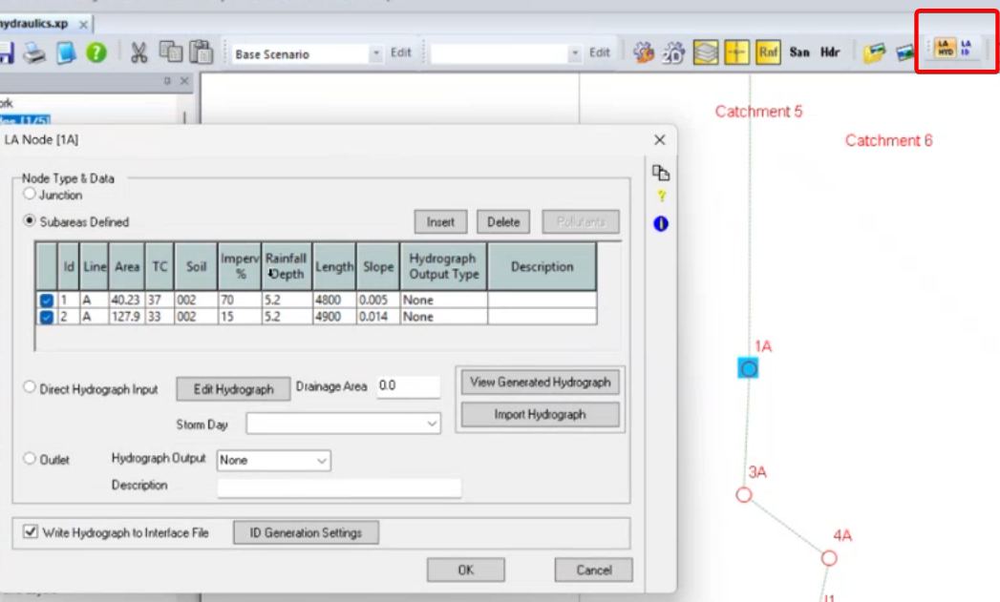 hydraulics.xp
Base Scenario Edit Edit 2D Rnf San Hdr LA HYD LA ID
ork
des [1/5]
Catchment 5
Catchment 6
LA Node [1A]
Node Type & Data
Junction
Subareas Defined Insert Delete Pollutants
Id Line Area TC Soil Imperv % Rainfall Depth Length Slope Hydrograph Output Type Description
1 A 40.23 37 002 70 5.2 4800 0.005 None
2 A 127.9 33 002 15 5.2 4900 0.014 None
Direct Hydrograph Input Edit Hydrograph Drainage Area 0.0 View Generated Hydrograph
Import Hydrograph
Storm Day
Outlet Hydrograph Output None
Description
Write Hydrograph to Interface File ID Generation Settings
OK Cancel
1A
3A
4A